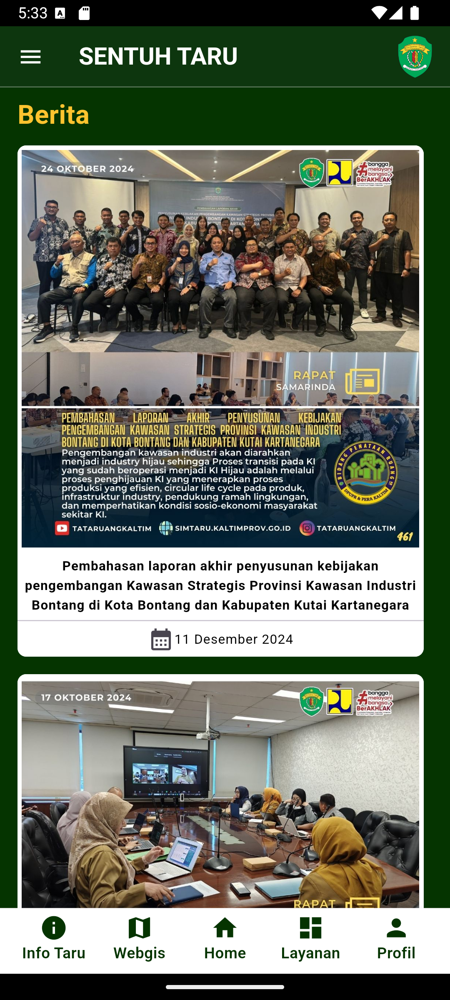 5:33
SENTUH TARU
Berita
24 OKTOBER 2024
#bangga
melayani
bangsa
BerAKHLAK
PEMBAHASAN LAPORAN AKHIR
RAPAT
SAMARINDA
PEMBAHASAN LAPORAN AKHIR PENYUSUNAN KEBIJAKAN
PENGEMBANGAN KAWASAN STRATEGIS PROVINSI KAWASAN INDUSTRI
BONTANG DI KOTA BONTANG DAN KABUPATEN KUTAI KARTANEGARA
Pengembangan kawasan industri akan diarahkan
menjadi industry hijau sehingga Proses transisi pada KI
yang sudah beroperasi menjadi KI Hijau adalah melalui
proses penghijauan KI yang menerapkan proses
produksi yang efisien, circular life cycle pada produk,
infrastruktur industry, pendukung ramah lingkungan,
dan memperhatikan kondisi sosio-ekonomi masyarakat
sekitar KI.
BIDANG PENATAAN RUANG
DPUPR & PERA KALTIM
TATARUANGKALTIM
SIMTARU.KALTIMPROV.GO.ID
TATARUANGKALTIM
461
Pembahasan laporan akhir penyusunan kebijakan
pengembangan Kawasan Strategis Provinsi Kawasan Industri
Bontang di Kota Bontang dan Kabupaten Kutai Kartanegara
11 Desember 2024
17 OKTOBER 2024
#bangga
melayani
bangsa
BerAKHLAK
RAPAT
Info Taru
Webgis
Home
Layanan
Profil